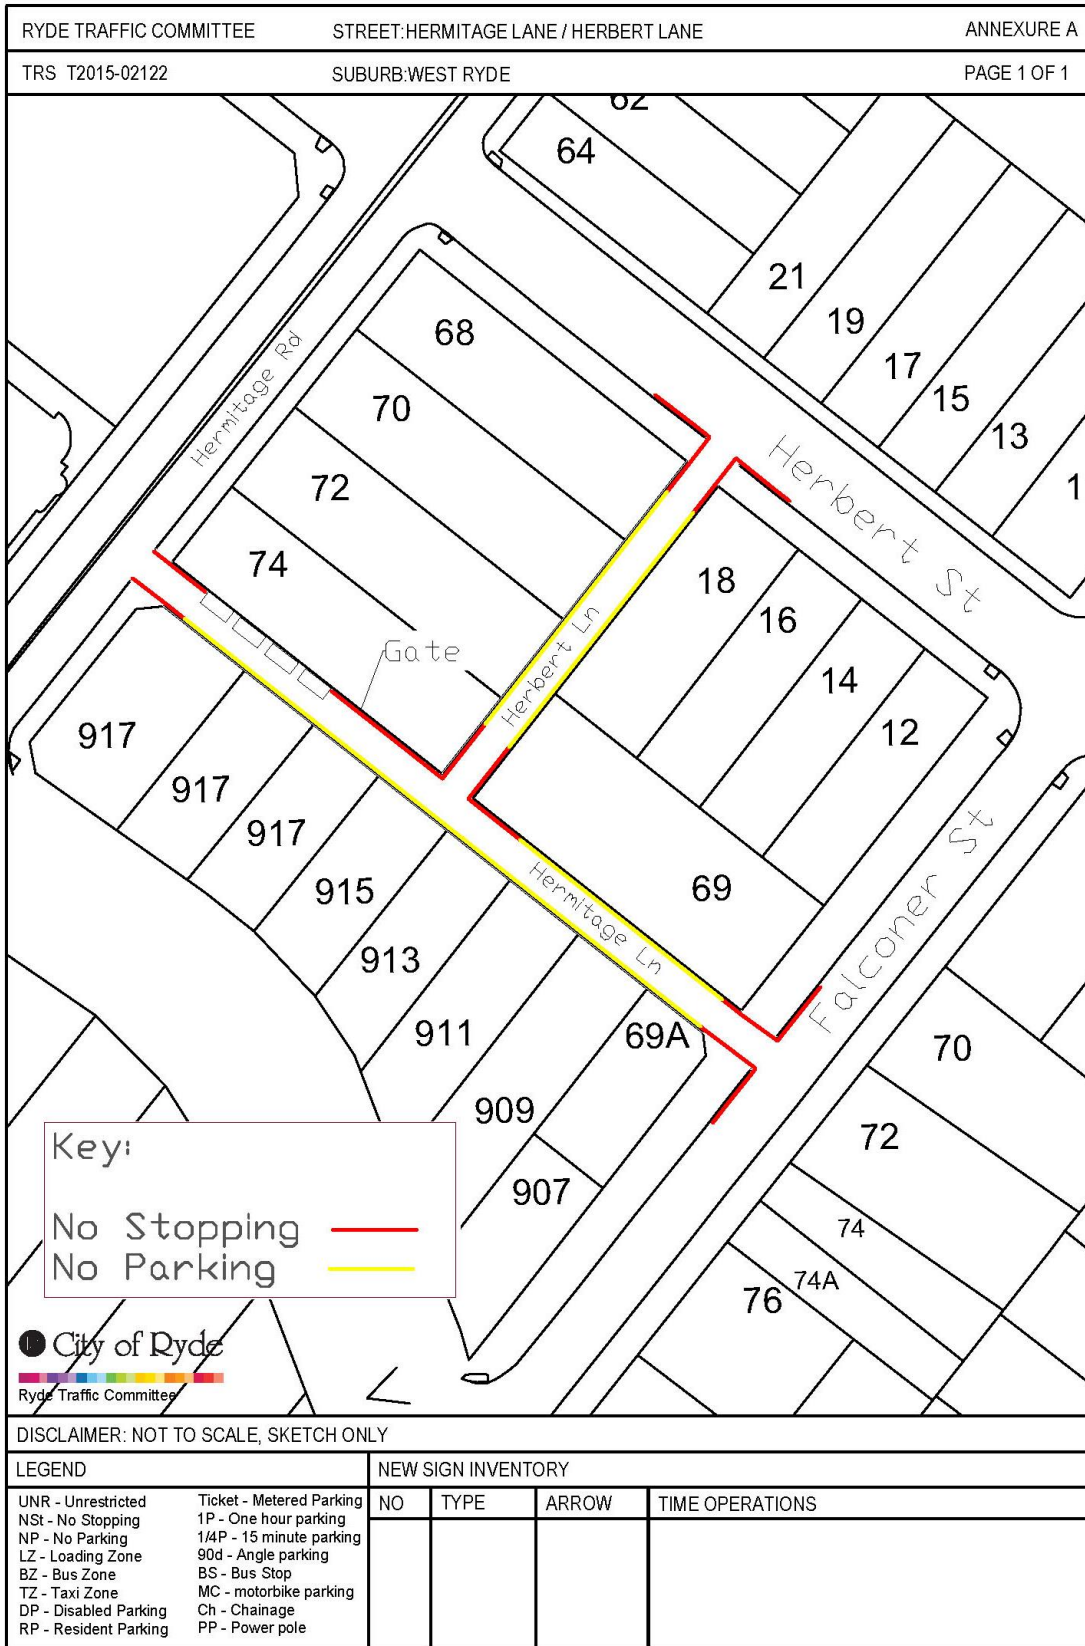 RYDE TRAFFIC COMMITTEE STREET:HERMITAGE LANE / HERBERT LANE ANNEXURE A
TRS T2015-02122 SUBURB:WEST RYDE PAGE 1 OF 1
62
64
21
19
17
15
13
1
68
70
72
74
Hermitage Rd
Herbert St
Gate
Herbert Ln
18
16
14
12
917
917
917
915
913
911
909
907
69
69A
Hermitage Ln
Falconer St
70
72
74
74A
76
Key:
No Stopping
No Parking
City of Ryde
Ryde Traffic Committee
DISCLAIMER: NOT TO SCALE, SKETCH ONLY
LEGEND
UNR - Unrestricted
NSt - No Stopping
NP - No Parking
LZ - Loading Zone
BZ - Bus Zone
TZ - Taxi Zone
DP - Disabled Parking
RP - Resident Parking
Ticket - Metered Parking
1P - One hour parking
1/4P - 15 minute parking
90d - Angle parking
BS - Bus Stop
MC - motorbike parking
Ch - Chainage
PP - Power pole
NEW SIGN INVENTORY
NO TYPE ARROW TIME OPERATIONS